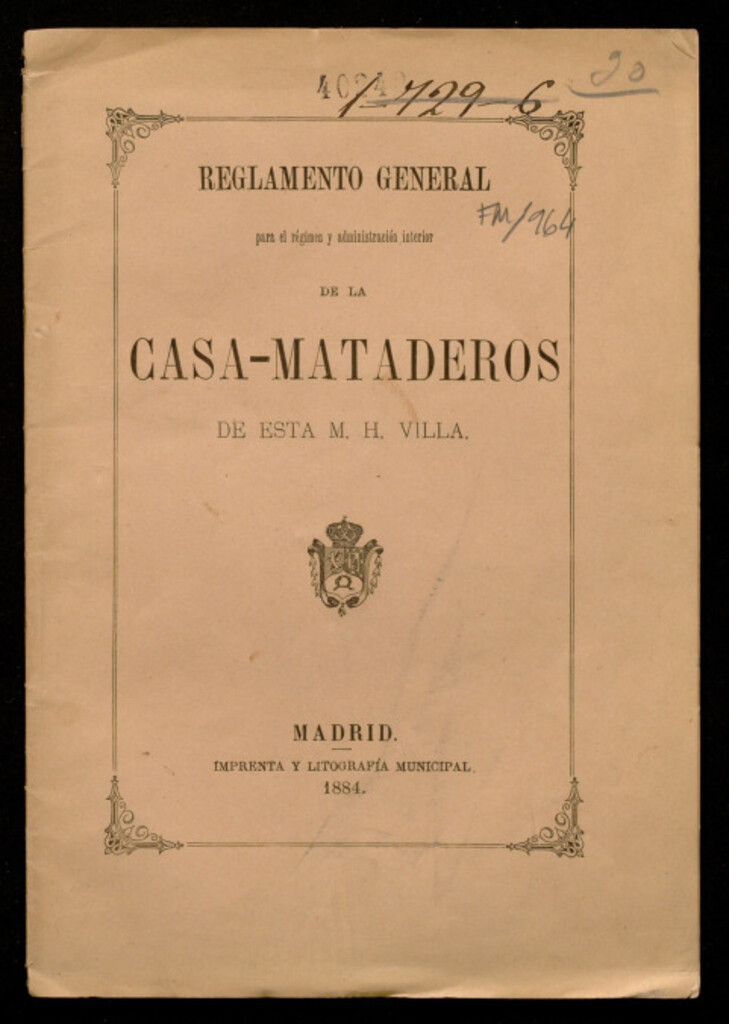 20
1-729-6
REGLAMENTO GENERAL
FM/964
para el régimen y administración interior
DE LA
CASA-MATADEROS
DE ESTA M. H. VILLA.
MADRID.
IMPRENTA Y LITOGRAFÍA MUNICIPAL.
1884.